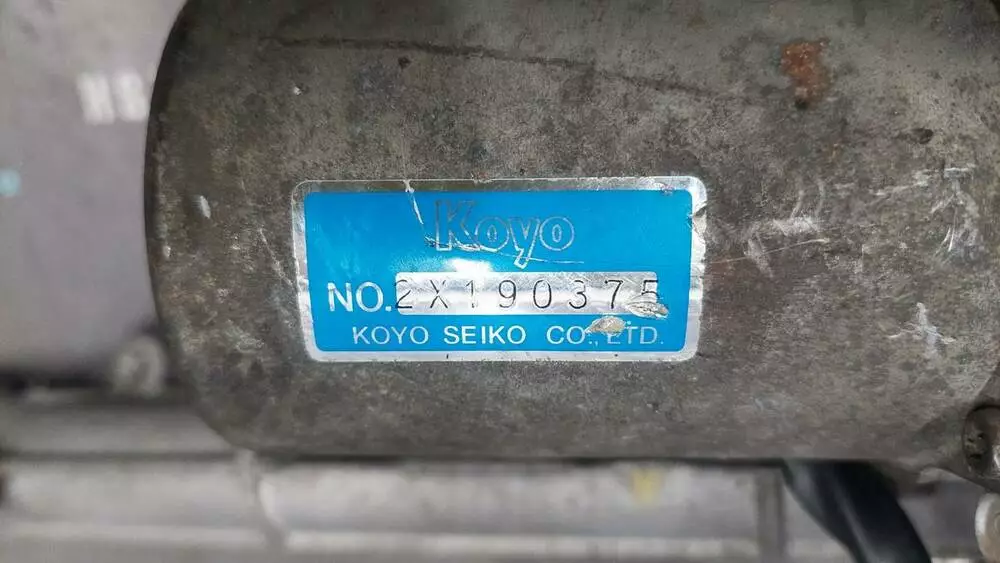 Koyo
NO. 2X190375
KOYO SEIKO CO., LTD.